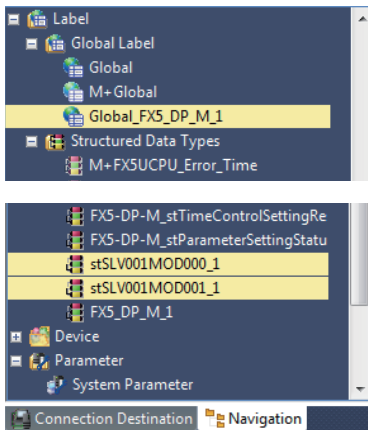 Label
Global Label
Global
M+Global
Global_FX5_DP_M_1
Structured Data Types
M+FX5UCPU_Error_Time
FX5-DP-M_stTimeControlSettingRe
FX5-DP-M_stParameterSettingStatu
stSLV001MOD000_1
stSLV001MOD001_1
FX5_DP_M_1
Device
Parameter
System Parameter
Connection Destination Navigation